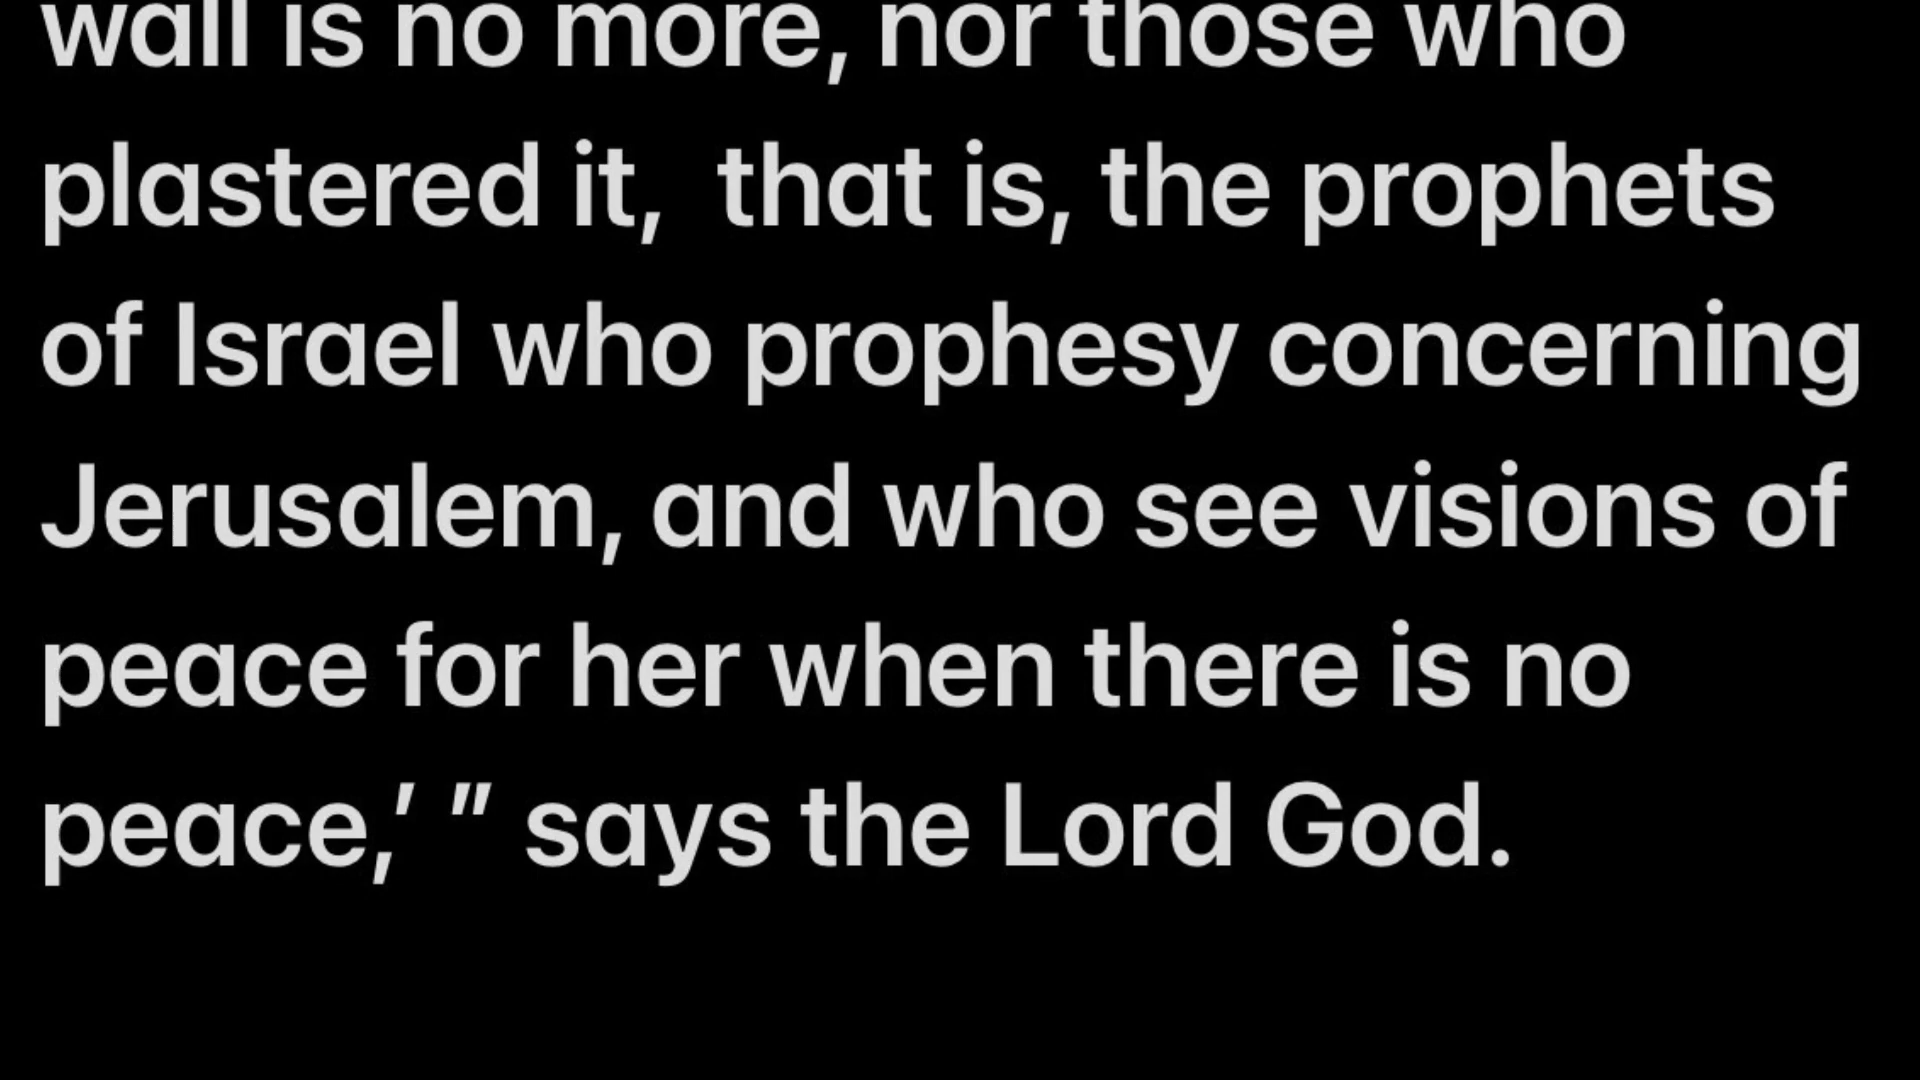 wall is no more, nor those who
plastered it,  that is, the prophets
of Israel who prophesy concerning
Jerusalem, and who see visions of
peace for her when there is no
peace,’ ” says the Lord God.